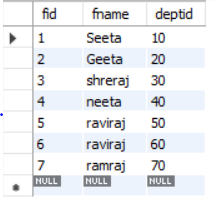 fid fname deptid
1 Seeta 10
2 Geeta 20
3 shreraj 30
4 neeta 40
5 raviraj 50
6 raviraj 60
7 ramraj 70
NULL NULL NULL